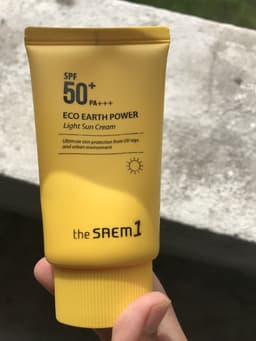 SPF
50+
PA+++
ECO EARTH POWER
Light Sun Cream
Ultimate skin protection from UV rays
and urban environment
the SAEM1